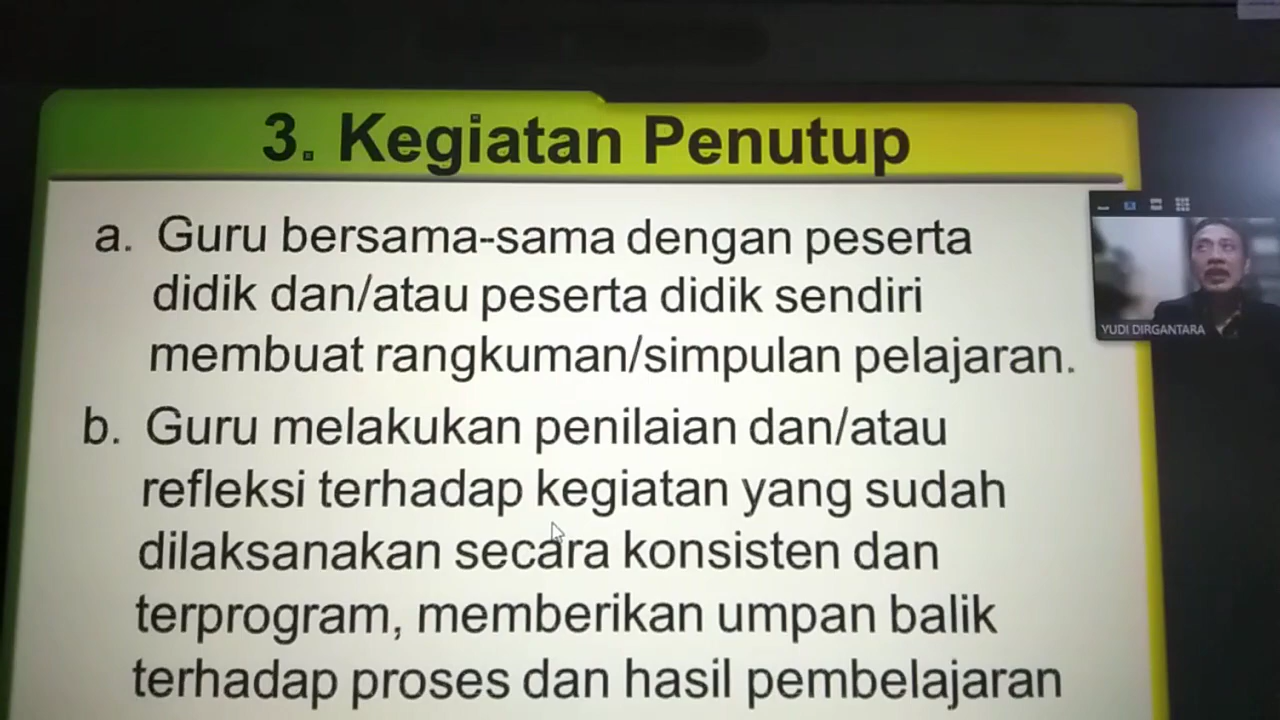 3. Kegiatan Penutup
a. Guru bersama-sama dengan peserta
didik dan/atau peserta didik sendiri
membuat rangkuman/simpulan pelajaran.
YUDI DIRGANTARA
b. Guru melakukan penilaian dan/atau
refleksi terhadap kegiatan yang sudah
dilaksanakan secara konsisten dan
terprogram, memberikan umpan balik
terhadap proses dan hasil pembelajaran